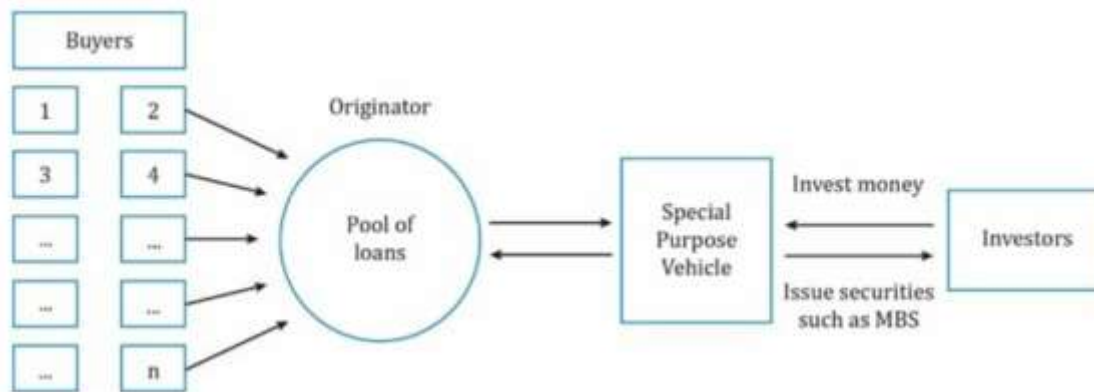 Buyers
1
2
3
4
...
...
...
...
...
n
Originator
Pool of
loans
Special
Purpose
Vehicle
Invest money
Issue securities
such as MBS
Investors